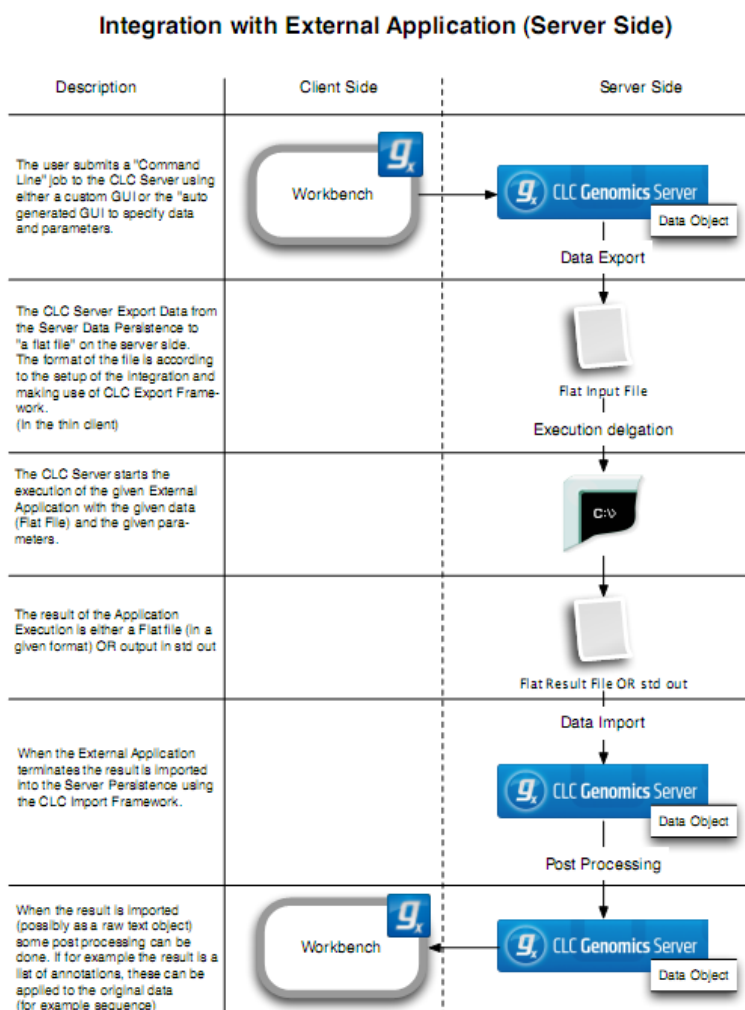 Integration with External Application (Server Side)
Description
Client Side
Server Side
The user submits a "Command
Line" job to the CLC Server using
either a custom GUI or the "auto
generated GUI to specify data
and parameters.
Workbench
gx
gx CLC Genomics Server
Data Object
Data Export
The CLC Server Export Data from
the Server Data Persistence to
"a flat file" on the server side.
The format of the file is according
to the setup of the integration and
making use of CLC Export Frame-
work.
(In the thin client)
Flat Input File
Execution delgation
The CLC Server starts the
execution of the given External
Application with the given data
(Flat File) and the given para-
meters.
C:\>
The result of the Application
Execution is either a Flat file (in a
given format) OR output in std out
Flat Result File OR std out
Data Import
When the External Application
terminates the result is imported
into the Server Persistence using
the CLC Import Framework.
gx CLC Genomics Server
Data Object
Post Processing
When the result is imported
(possibly as a raw text object)
some post processing can be
done. If for example the result is a
list of annotations, these can be
applied to the original data
(for example sequence)
Workbench
gx
gx CLC Genomics Server
Data Object